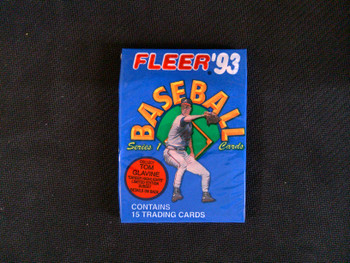 FLEER '93
BASEBALL
Series 1 Cards
TOM
GLAVINE
CONTAINS
15 TRADING CARDS